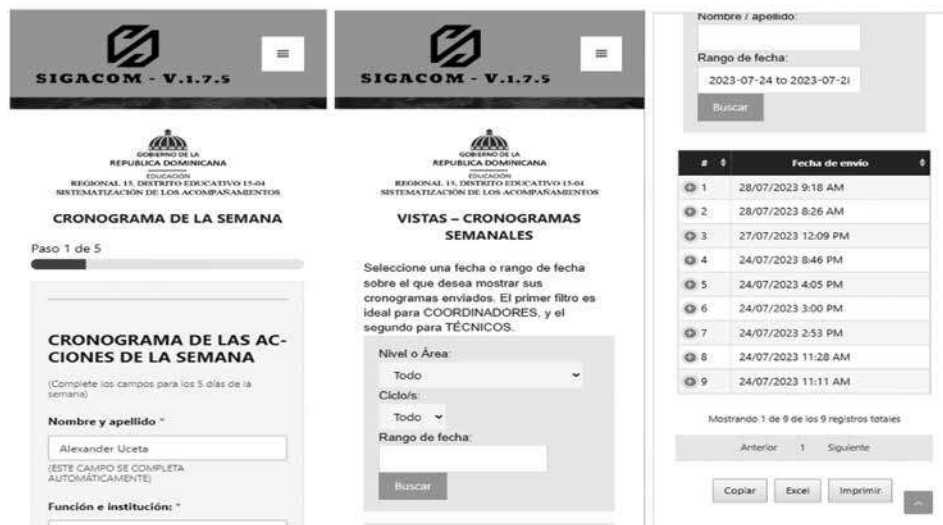 SIGACOM - V.1.7.5
GOBIERNO DE LA
REPUBLICA DOMINICANA
EDUCACIÓN
REGIONAL 15, DISTRITO EDUCATIVO 15-04
SISTEMATIZACIÓN DE LOS ACOMPAÑAMIENTOS
CRONOGRAMA DE LA SEMANA
Paso 1 de 5
CRONOGRAMA DE LAS AC-
CIONES DE LA SEMANA
(Complete los campos para los 5 días de la
semana)
Nombre y apellido *
Alexander Uceta
(ESTE CAMPO SE COMPLETA
AUTOMÁTICAMENTE)
Función e institución: *
SIGACOM - V.1.7.5
GOBIERNO DE LA
REPUBLICA DOMINICANA
EDUCACIÓN
REGIONAL 15, DISTRITO EDUCATIVO 15-04
SISTEMATIZACIÓN DE LOS ACOMPAÑAMIENTOS
VISTAS – CRONOGRAMAS
SEMANALES
Seleccione una fecha o rango de fecha
sobre el que desea mostrar sus
cronogramas enviados. El primer filtro es
ideal para COORDINADORES, y el
segundo para TÉCNICOS.
Nivel o Área:
Todo
Ciclo/s:
Todo
Rango de fecha:
Buscar
Nombre / apellido:
Rango de fecha:
2023-07-24 to 2023-07-28
Buscar
# Fecha de envío
1 28/07/2023 9:18 AM
2 28/07/2023 8:26 AM
3 27/07/2023 12:09 PM
4 24/07/2023 8:46 PM
5 24/07/2023 4:05 PM
6 24/07/2023 3:00 PM
7 24/07/2023 2:53 PM
8 24/07/2023 11:28 AM
9 24/07/2023 11:11 AM
Mostrando 1 de 9 de los 9 registros totales
Anterior 1 Siguiente
Copiar Excel Imprimir